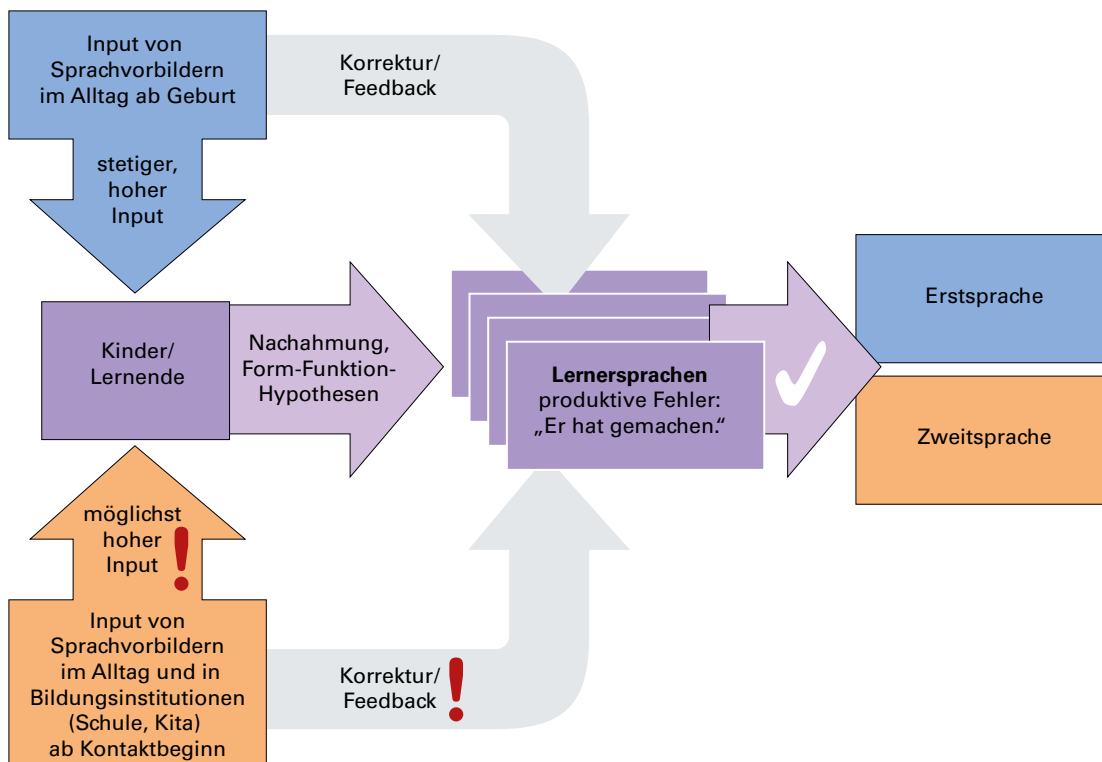 Input von
Sprachvorbildern
im Alltag ab Geburt
stetiger,
hoher
Input
Korrektur/
Feedback
Kinder/
Lernende
Nachahmung,
Form-Funktion-
Hypothesen
Lernersprachen
produktive Fehler:
„Er hat gemachen.“
Erstsprache
Zweitsprache
möglichst
hoher
Input
!
Input von
Sprachvorbildern
im Alltag und in
Bildungsinstitutionen
(Schule, Kita)
ab Kontaktbeginn
Korrektur/
Feedback
!